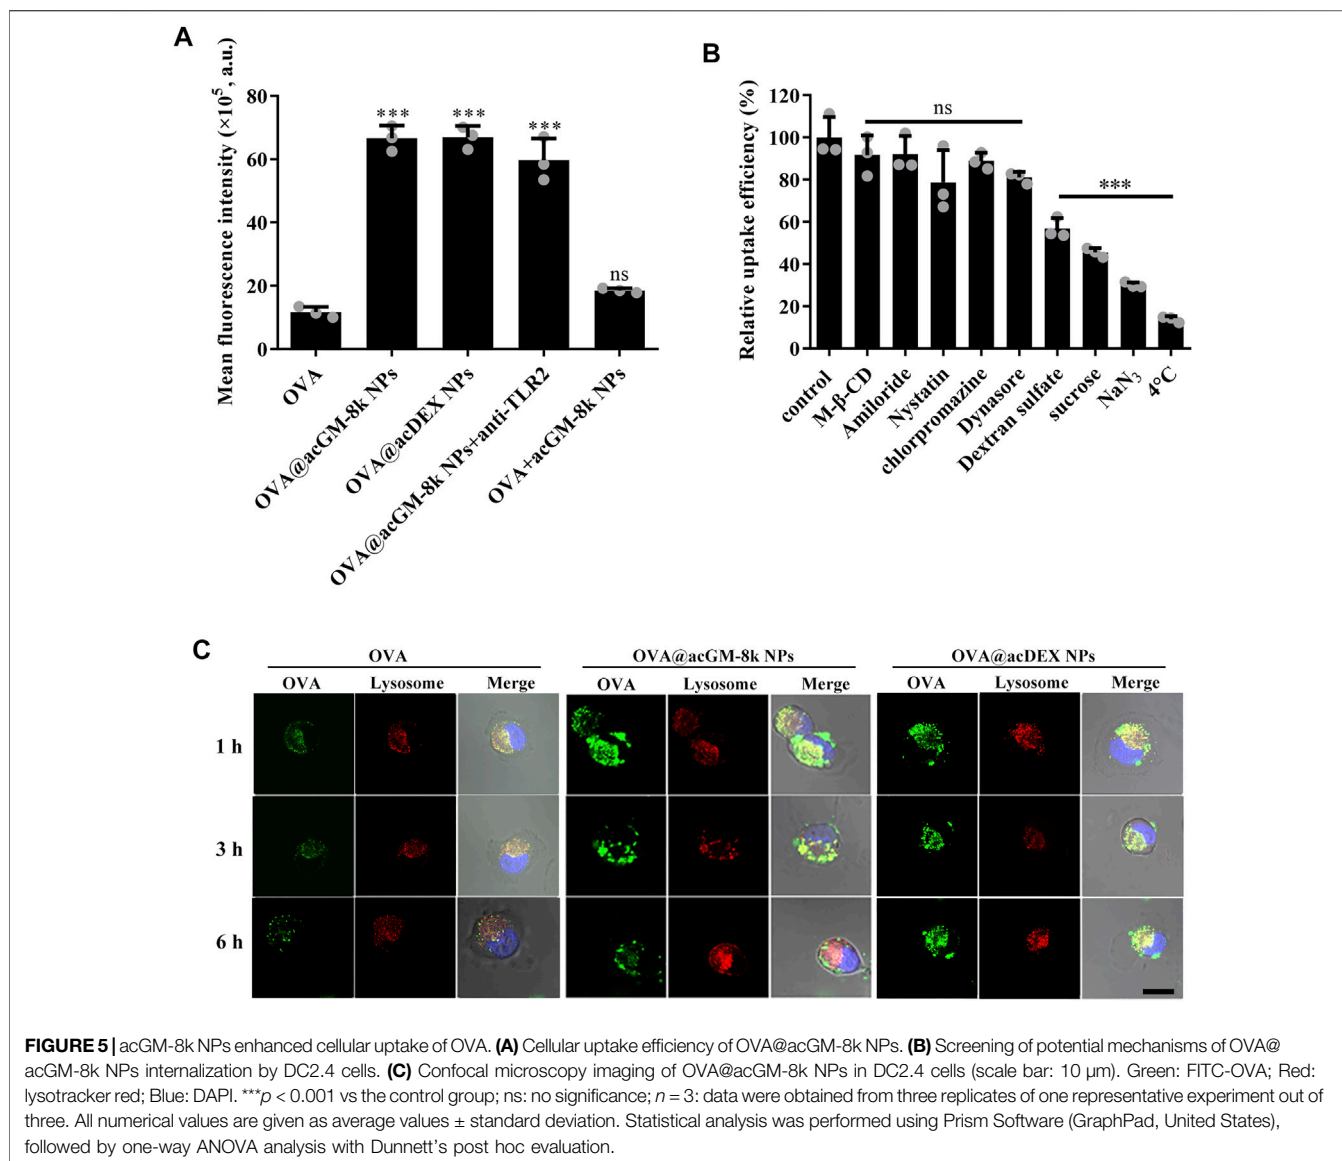 A
Mean fluorescence intensity (×10⁵, a.u.)
80
60
40
20
0
***
***
***
ns
OVA
OVA@acGM-8k NPs
OVA@acDEX NPs
OVA@acGM-8k NPs+anti-TLR2
OVA+acGM-8k NPs
B
Relative uptake efficiency (%)
120
100
80
60
40
20
0
ns
***
control
M-β-CD
Amiloride
Nystatin
chlorpromazine
Dynasore
Dextran sulfate
sucrose
NaN₃
4°C
C
OVA OVA@acGM-8k NPs OVA@acDEX NPs
OVA Lysosome Merge OVA Lysosome Merge OVA Lysosome Merge
1 h
3 h
6 h
FIGURE 5 | acGM-8k NPs enhanced cellular uptake of OVA. (A) Cellular uptake efficiency of OVA@acGM-8k NPs. (B) Screening of potential mechanisms of OVA@
acGM-8k NPs internalization by DC2.4 cells. (C) Confocal microscopy imaging of OVA@acGM-8k NPs in DC2.4 cells (scale bar: 10 μm). Green: FITC-OVA; Red:
lysotracker red; Blue: DAPI. ***p < 0.001 vs the control group; ns: no significance; n = 3: data were obtained from three replicates of one representative experiment out of
three. All numerical values are given as average values ± standard deviation. Statistical analysis was performed using Prism Software (GraphPad, United States),
followed by one-way ANOVA analysis with Dunnett's post hoc evaluation.